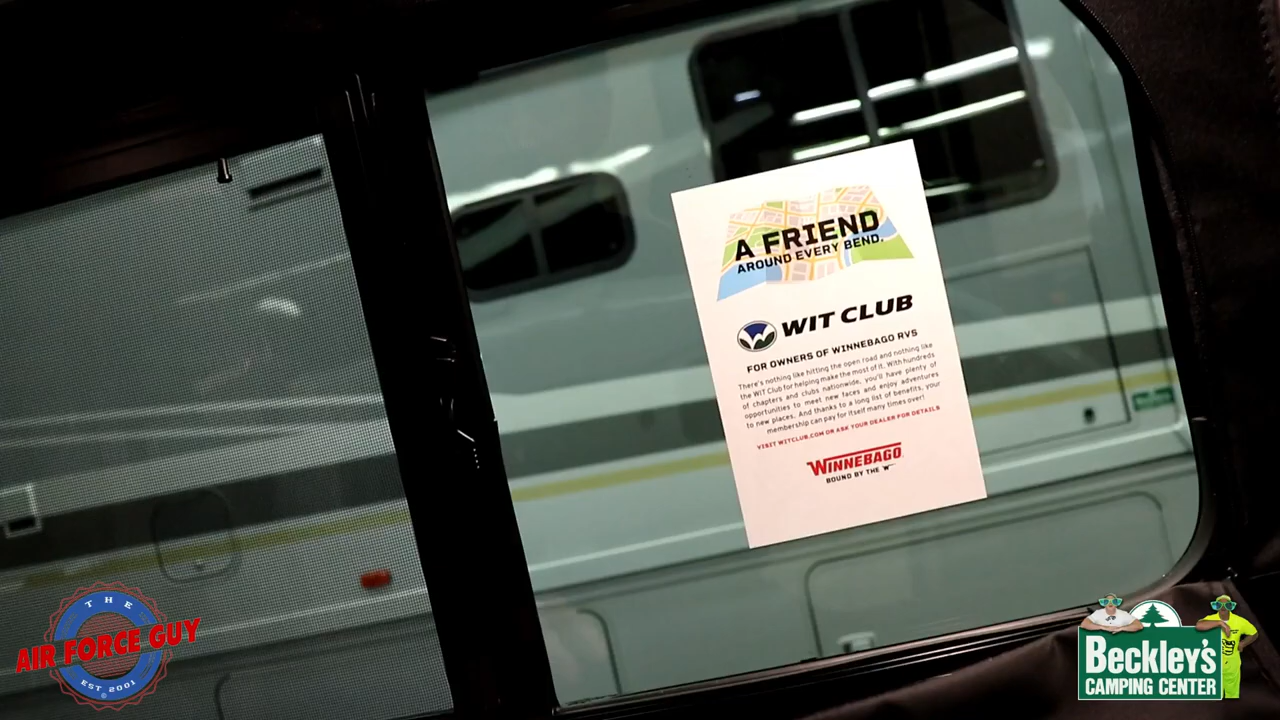 A FRIEND
AROUND EVERY BEND.
WIT CLUB
FOR OWNERS OF WINNEBAGO RVS
There's nothing like hitting the open road and nothing like
the WIT Club for helping make the most of it. With hundreds
of chapters and clubs nationwide, you'll have plenty of
opportunities to meet new faces and enjoy adventures
to new places. And thanks to a long list of benefits, your
membership can pay for itself many times over!
VISIT WITCLUB.COM OR ASK YOUR DEALER FOR DETAILS
WINNEBAGO
BOUND BY THE W
THE
AIR FORCE GUY
EST 2001
©
Beckley's
CAMPING CENTER